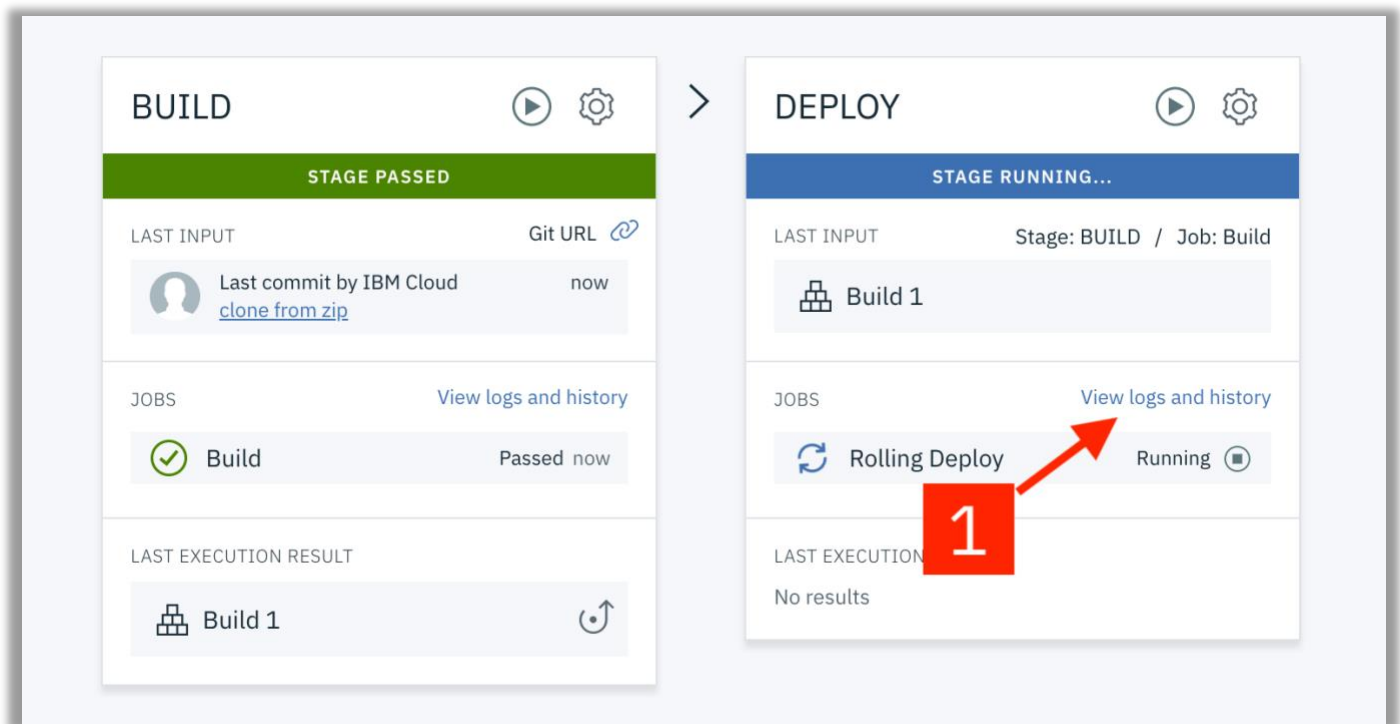 BUILD
STAGE PASSED
LAST INPUT Git URL
Last commit by IBM Cloud now
clone from zip
JOBS View logs and history
Build Passed now
LAST EXECUTION RESULT
Build 1
DEPLOY
STAGE RUNNING...
LAST INPUT Stage: BUILD / Job: Build
Build 1
JOBS View logs and history
Rolling Deploy Running
1
LAST EXECUTION
No results